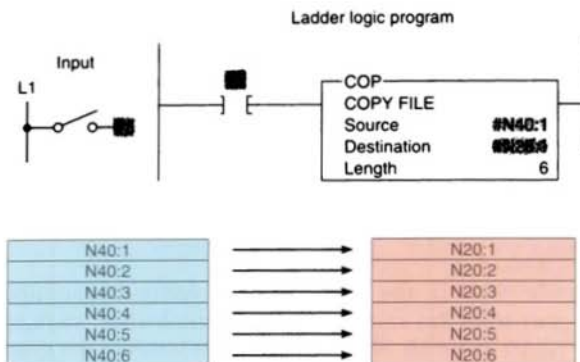 Ladder logic program
Input
L1
COP
COPY FILE
Source #N40:1
Destination
Length 6
N40:1 N20:1
N40:2 N20:2
N40:3 N20:3
N40:4 N20:4
N40:5 N20:5
N40:6 N20:6